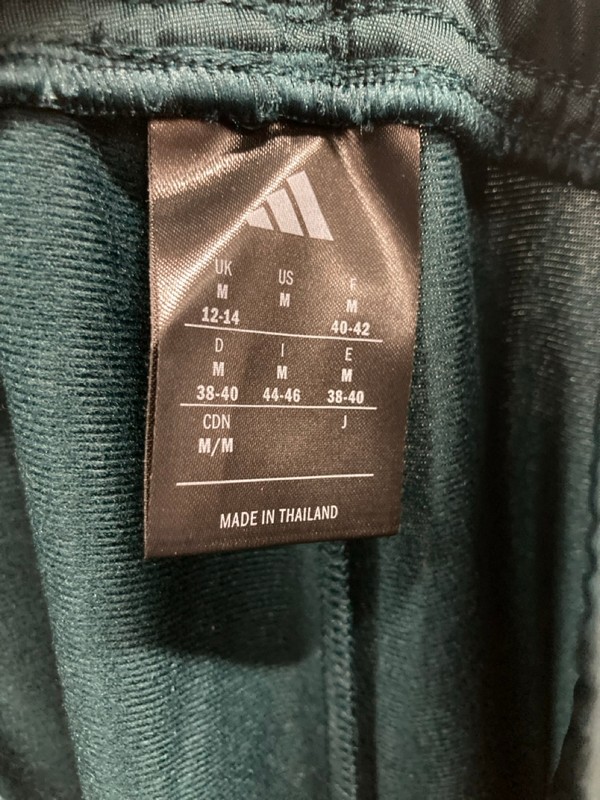 UK US F
M M M
12-14 40-42
D I E
M M M
38-40 44-46 38-40
CDN J
M/M
MADE IN THAILAND